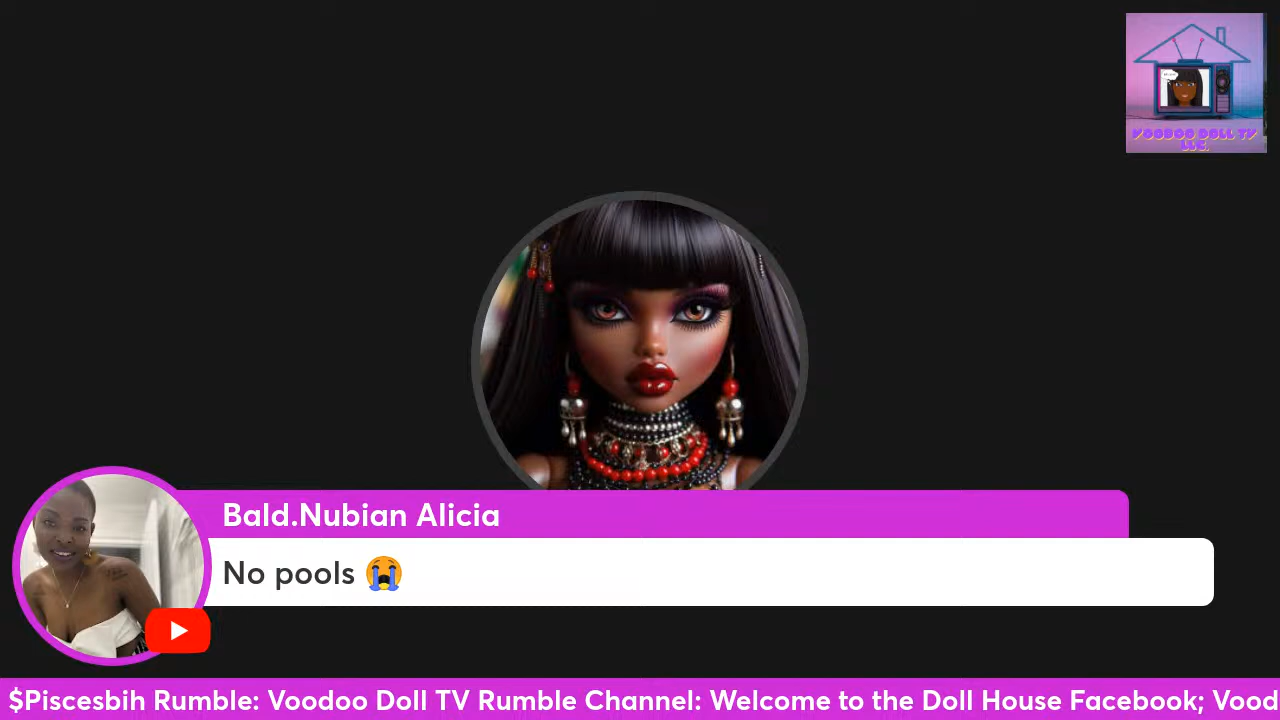 VOODOO DOLL TV
LLC.
Bald.Nubian Alicia
No pools 😭
$Piscesbih Rumble: Voodoo Doll TV Rumble Channel: Welcome to the Doll House Facebook; Vood